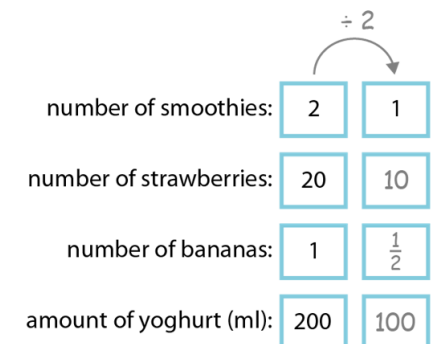 ÷ 2
number of smoothies: 2 1
number of strawberries: 20 10
number of bananas: 1 1/2
amount of yoghurt (ml): 200 100